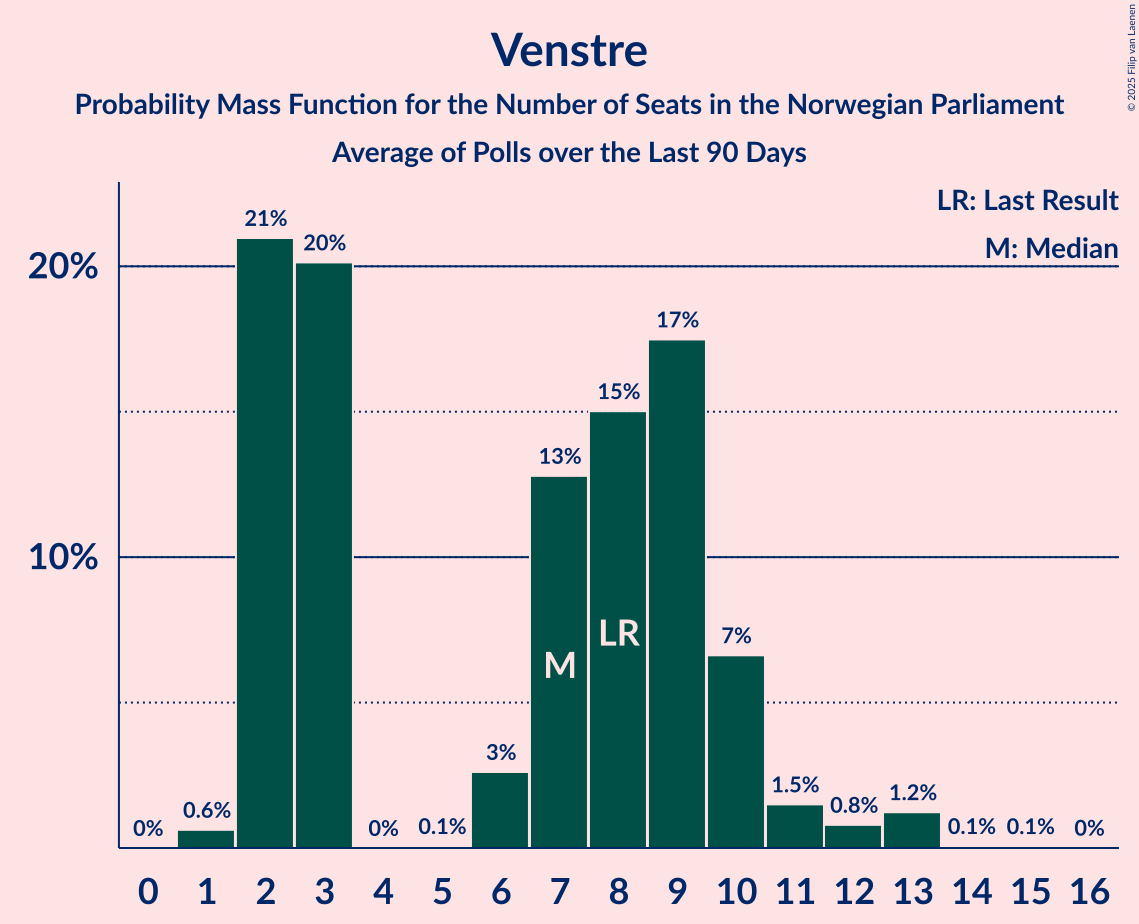 Venstre
Probability Mass Function for the Number of Seats in the Norwegian Parliament
Average of Polls over the Last 90 Days
© 2025 Filip van Laenen
LR: Last Result
M: Median
20%
10%
0%
0.6%
21%
20%
0%
0.1%
3%
13%
15%
17%
7%
1.5%
0.8%
1.2%
0.1%
0.1%
0%
M
LR
0 1 2 3 4 5 6 7 8 9 10 11 12 13 14 15 16